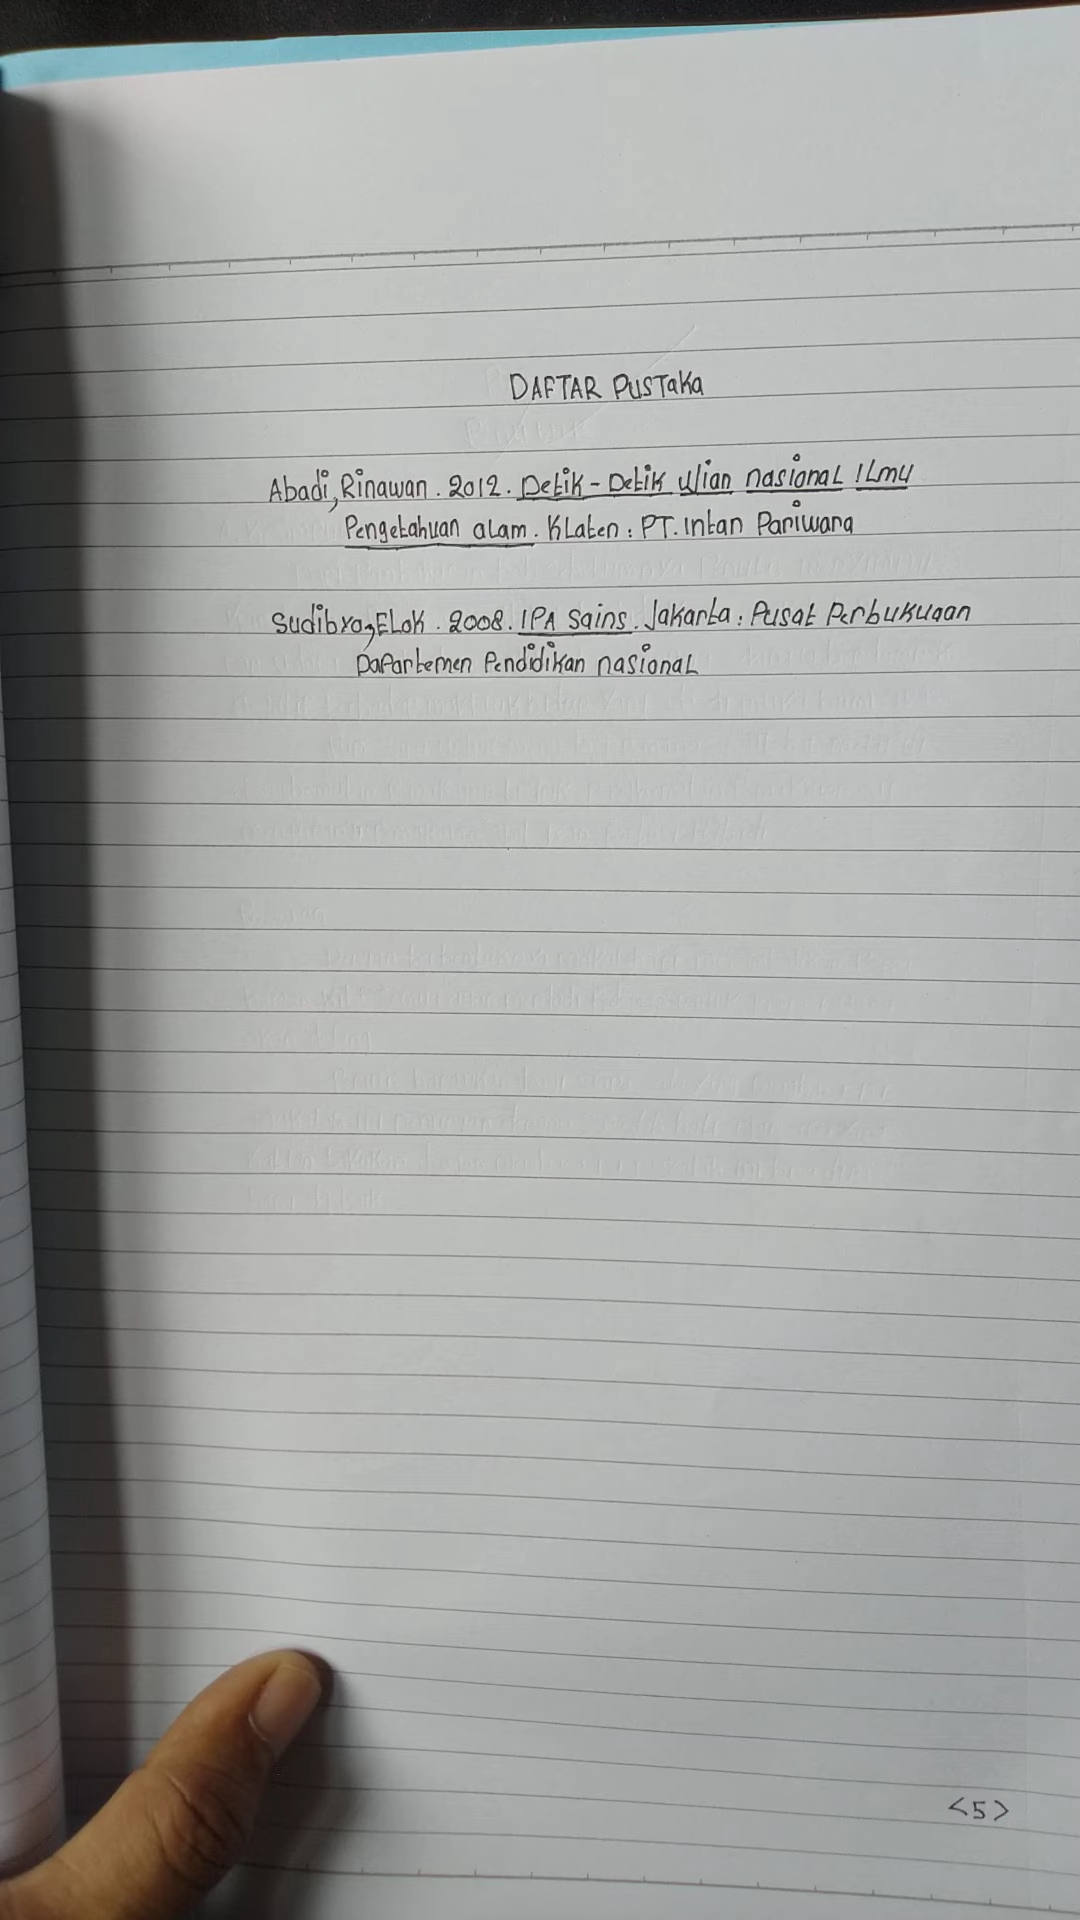 DAFTAR PUSTaKa
Abadi, Rinawan. 2012. Detik-Detik Ujian nasional ILmu
Pengetahuan aLam. KLaten: PT. Intan Pariwara
Sudibyo, ELoK. 2008. IPA Sains. Jakarta: Pusat Perbukuaan
DaPartemen Pendidikan nasionaL
<5>